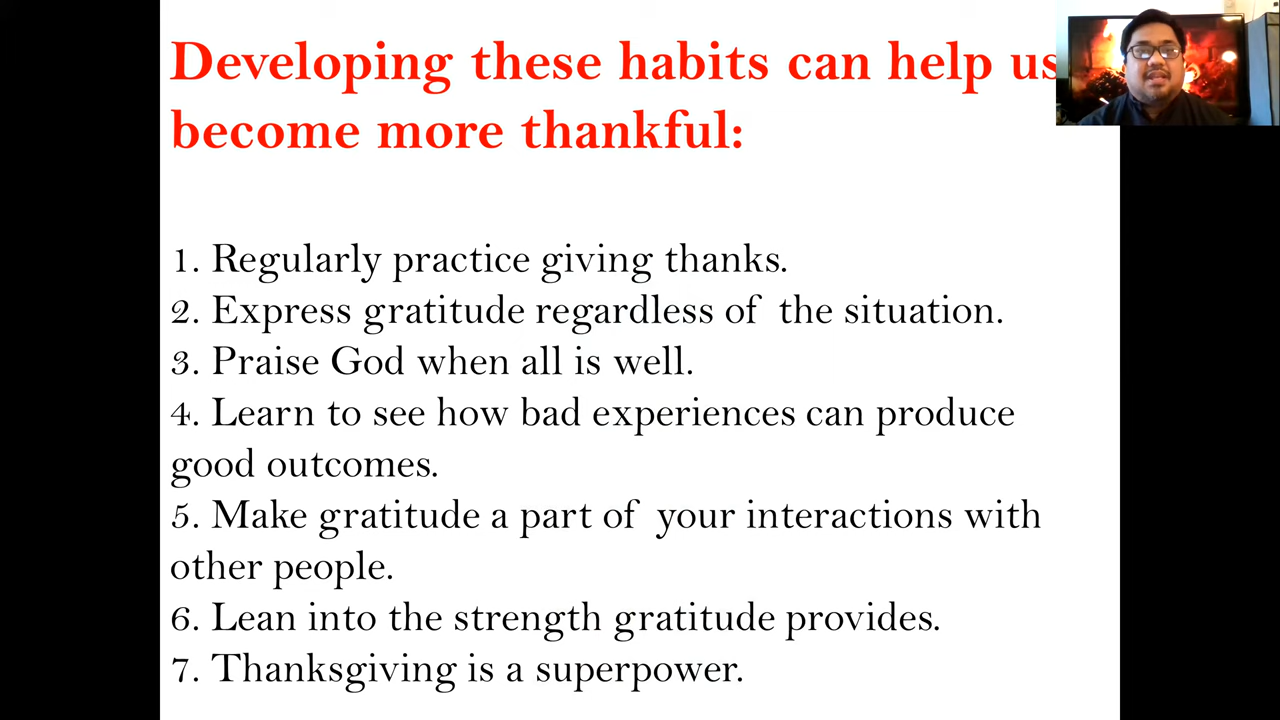 Developing these habits can help us
become more thankful:
1. Regularly practice giving thanks.
2. Express gratitude regardless of the situation.
3. Praise God when all is well.
4. Learn to see how bad experiences can produce
good outcomes.
5. Make gratitude a part of your interactions with
other people.
6. Lean into the strength gratitude provides.
7. Thanksgiving is a superpower.